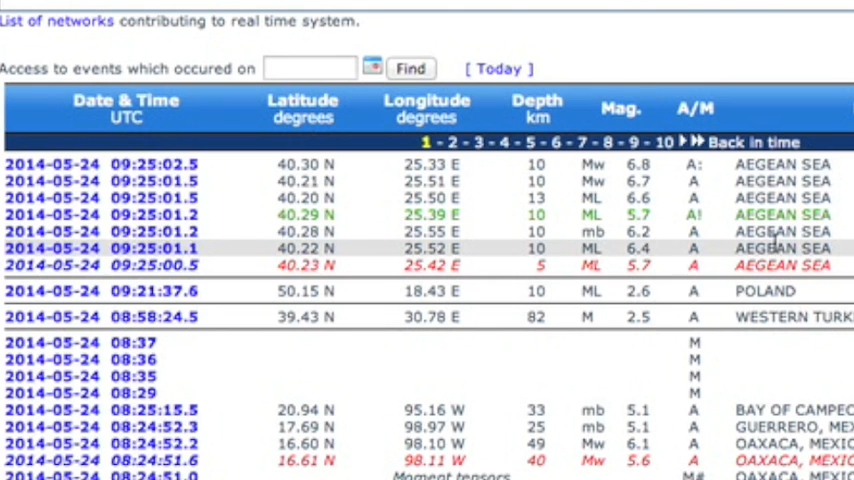 List of networks contributing to real time system.
Access to events which occured on Find [ Today ]
Date & Time UTC Latitude degrees Longitude degrees Depth km Mag. A/M
1 - 2 - 3 - 4 - 5 - 6 - 7 - 8 - 9 - 10 Back in time
2014-05-24 09:25:02.5 40.30 N 25.33 E 10 Mw 6.8 A: AEGEAN SEA
2014-05-24 09:25:01.5 40.21 N 25.51 E 10 Mw 6.7 A AEGEAN SEA
2014-05-24 09:25:01.5 40.20 N 25.50 E 13 ML 6.6 A AEGEAN SEA
2014-05-24 09:25:01.2 40.29 N 25.39 E 10 ML 5.7 A! AEGEAN SEA
2014-05-24 09:25:01.2 40.28 N 25.55 E 10 mb 6.2 A AEGEAN SEA
2014-05-24 09:25:01.1 40.22 N 25.52 E 10 ML 6.4 A AEGEAN SEA
2014-05-24 09:25:00.5 40.23 N 25.42 E 5 ML 5.7 A AEGEAN SEA
2014-05-24 09:21:37.6 50.15 N 18.43 E 10 ML 2.6 A POLAND
2014-05-24 08:58:24.5 39.43 N 30.78 E 82 M 2.5 A WESTERN TURK
2014-05-24 08:37 M
2014-05-24 08:36 M
2014-05-24 08:35 M
2014-05-24 08:29 M
2014-05-24 08:25:15.5 20.94 N 95.16 W 33 mb 5.1 A BAY OF CAMPEC
2014-05-24 08:24:52.3 17.69 N 98.97 W 25 mb 5.1 A GUERRERO, MEX
2014-05-24 08:24:52.2 16.60 N 98.10 W 49 Mw 6.1 A OAXACA, MEXIC
2014-05-24 08:24:51.6 16.61 N 98.11 W 40 Mw 5.6 A OAXACA, MEXIC
2014-05-24 08:24:51.0 Moment tensors M# OAXACA, MEXIC